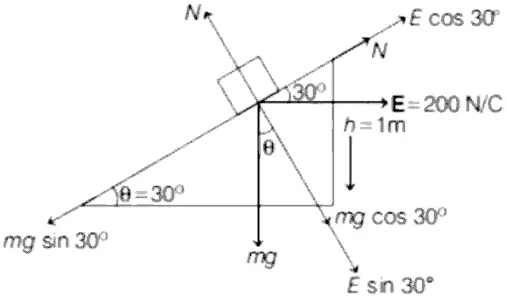 N
E cos 30°
N
30°
E = 200 N/C
h = 1m
θ
θ = 30°
mg cos 30°
mg sin 30°
mg
E sin 30°